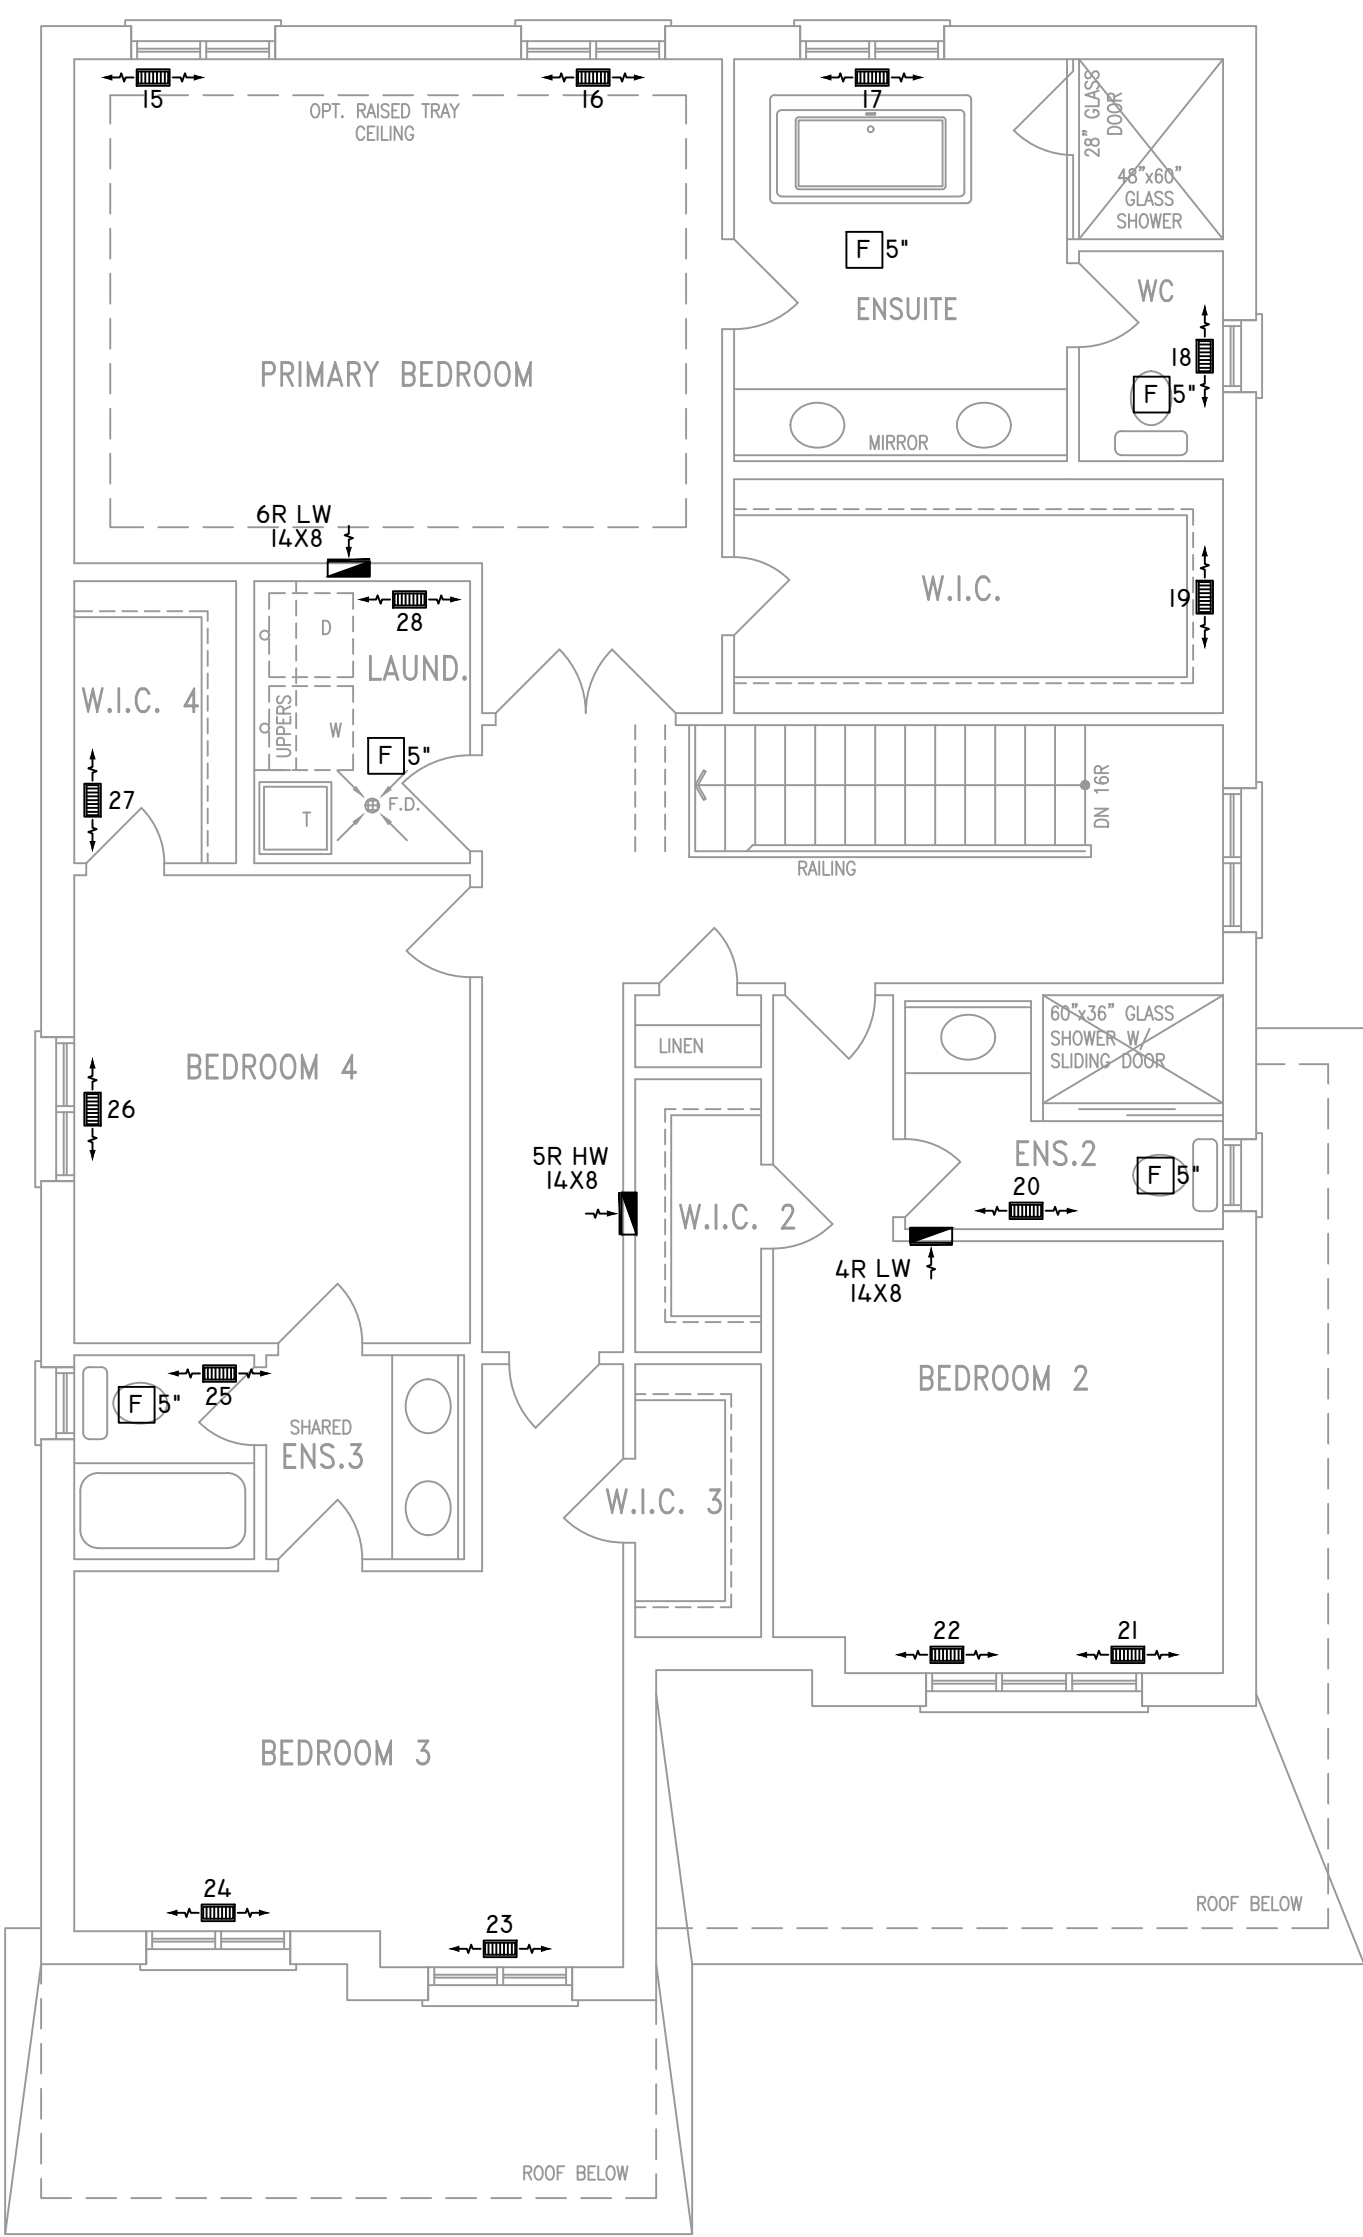 15
16
17
OPT. RAISED TRAY
CEILING
28" GLASS
DOOR
48"x60"
GLASS
SHOWER
F 5"
ENSUITE
WC
18
F 5"
PRIMARY BEDROOM
MIRROR
6R LW
14X8
28
D
LAUND.
W.I.C.
19
W.I.C. 4
UPPERS
W
F 5"
F.D.
T
27
DN 16R
RAILING
LINEN
60"x36" GLASS
SHOWER W/
SLIDING DOOR
BEDROOM 4
26
5R HW
14X8
W.I.C. 2
ENS.2
F 5"
20
4R LW
14X8
BEDROOM 2
25
F 5"
SHARED
ENS.3
W.I.C. 3
22
21
BEDROOM 3
24
23
ROOF BELOW
ROOF BELOW